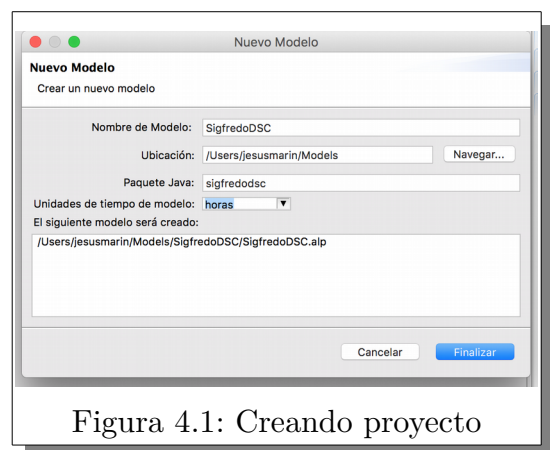 Nuevo Modelo
Nuevo Modelo
Crear un nuevo modelo
Nombre de Modelo: SigfredoDSC
Ubicación: /Users/jesusmarin/Models Navegar...
Paquete Java: sigfredodsc
Unidades de tiempo de modelo: horas
El siguiente modelo será creado:
/Users/jesusmarin/Models/SigfredoDSC/SigfredoDSC.alp
Cancelar Finalizar
Figura 4.1: Creando proyecto